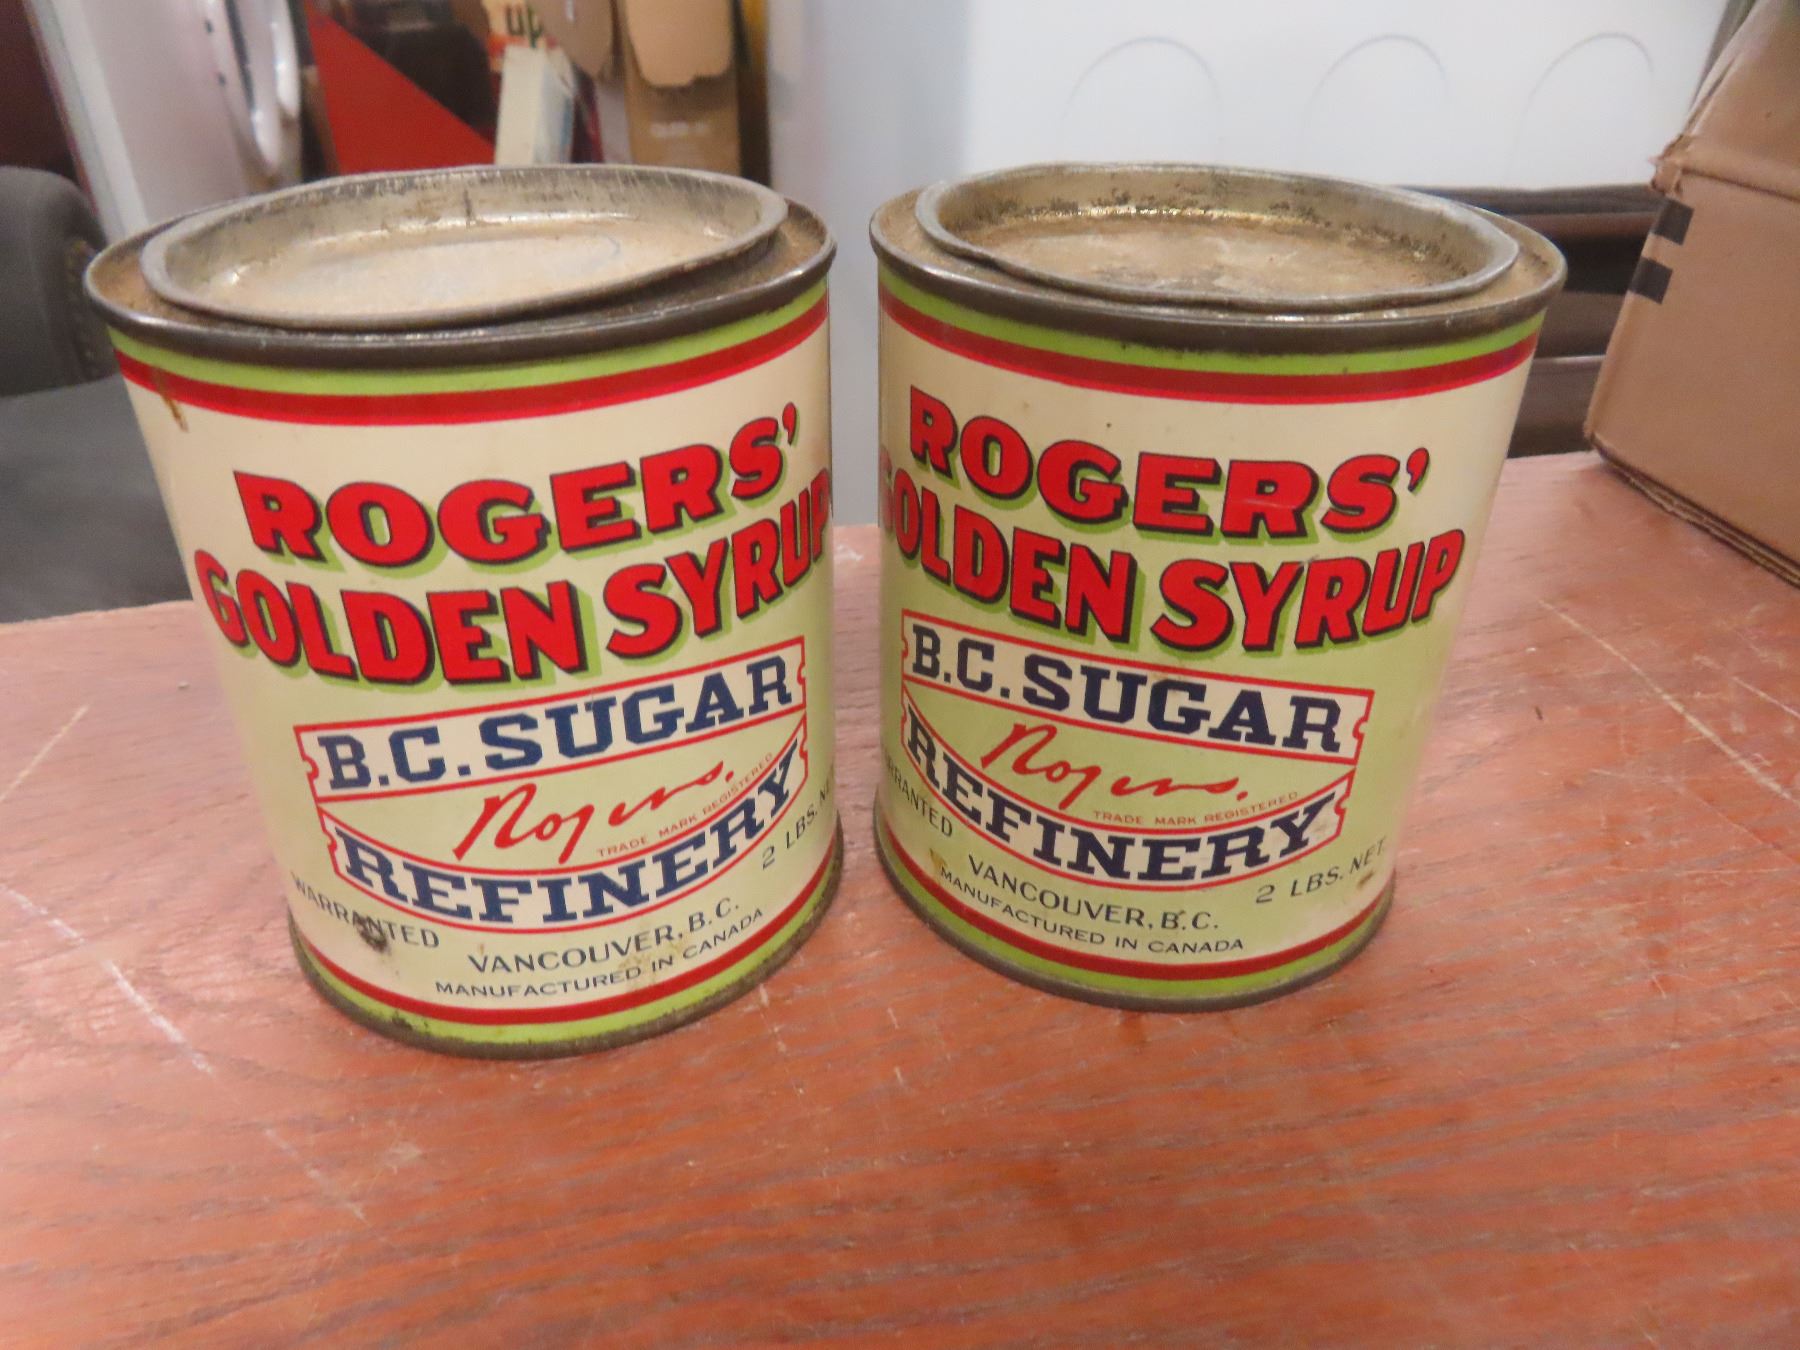 up
ROGERS'
GOLDEN SYRUP
B.C. SUGAR
Rogers.
TRADE MARK REGISTERED
REFINERY
WARRANTED
2 LBS. NET
VANCOUVER, B.C.
MANUFACTURED IN CANADA
ROGERS'
GOLDEN SYRUP
B.C. SUGAR
Rogers.
TRADE MARK REGISTERED
REFINERY
WARRANTED
2 LBS. NET.
VANCOUVER, B.C.
MANUFACTURED IN CANADA